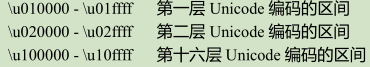 \u010000 - \u01ffff 第一层 Unicode 编码的区间
\u020000 - \u02ffff 第二层 Unicode 编码的区间
\u100000 - \u10ffff 第十六层 Unicode 编码的区间